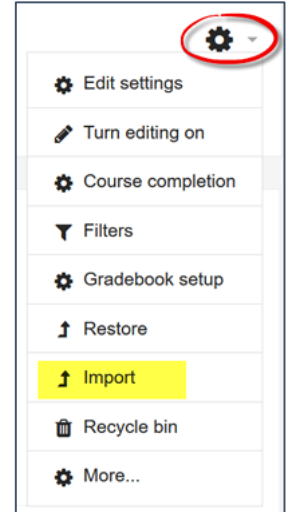 Edit settings
Turn editing on
Course completion
Filters
Gradebook setup
Restore
Import
Recycle bin
More...